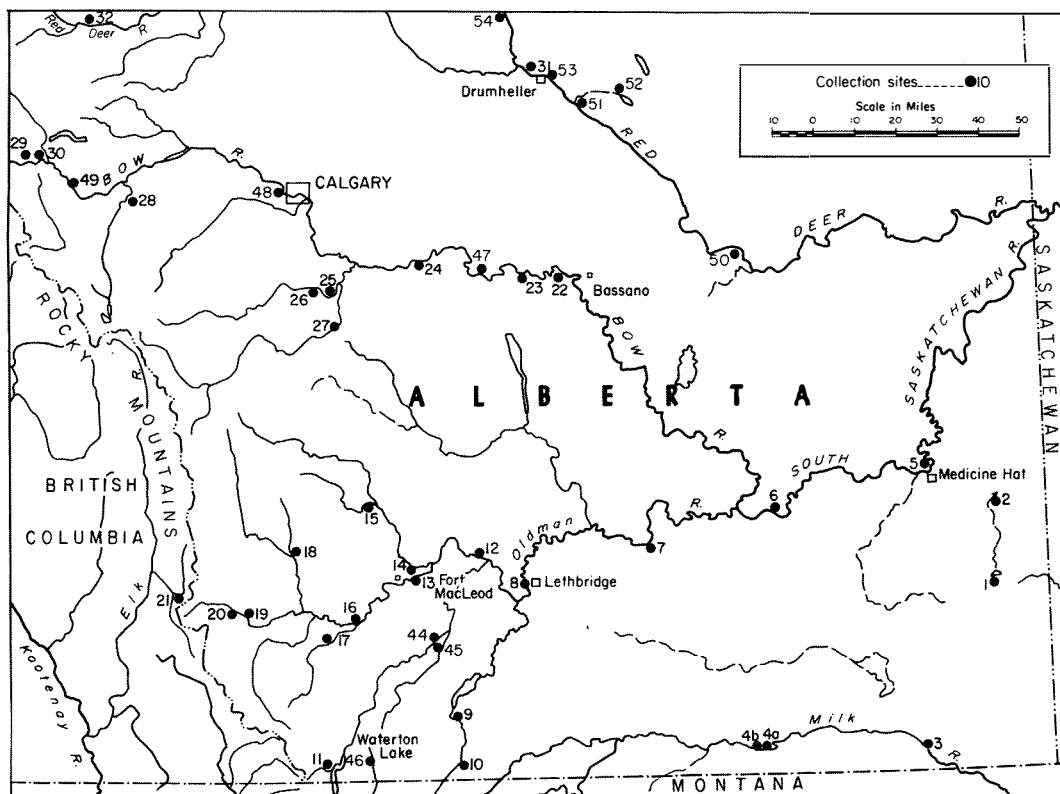 32
Red
Deer
R.
54
31
53
Drumheller
52
51
Collection sites
10
Scale in Miles
10 0 10 20 30 40 50
29
30
49
BOW
R.
28
48
CALGARY
RED
DEER
R.
50
24
47
23
22
Bassano
25
26
27
BOW
R.
ROCKY
MOUNTAINS
R.
ALBERTA
SASKATCHEWAN
R.
SASKATCHEWAN
BRITISH
COLUMBIA
Elk
SOUTH
5
Medicine Hat
2
1
6
R.
7
Oldman
15
18
12
14
13
Fort
MacLeod
8
Lethbridge
21
20
19
16
17
44
45
Kootenay
R.
9
10
Waterton
Lake
11
46
4b
4a
Milk
R.
3
MONTANA